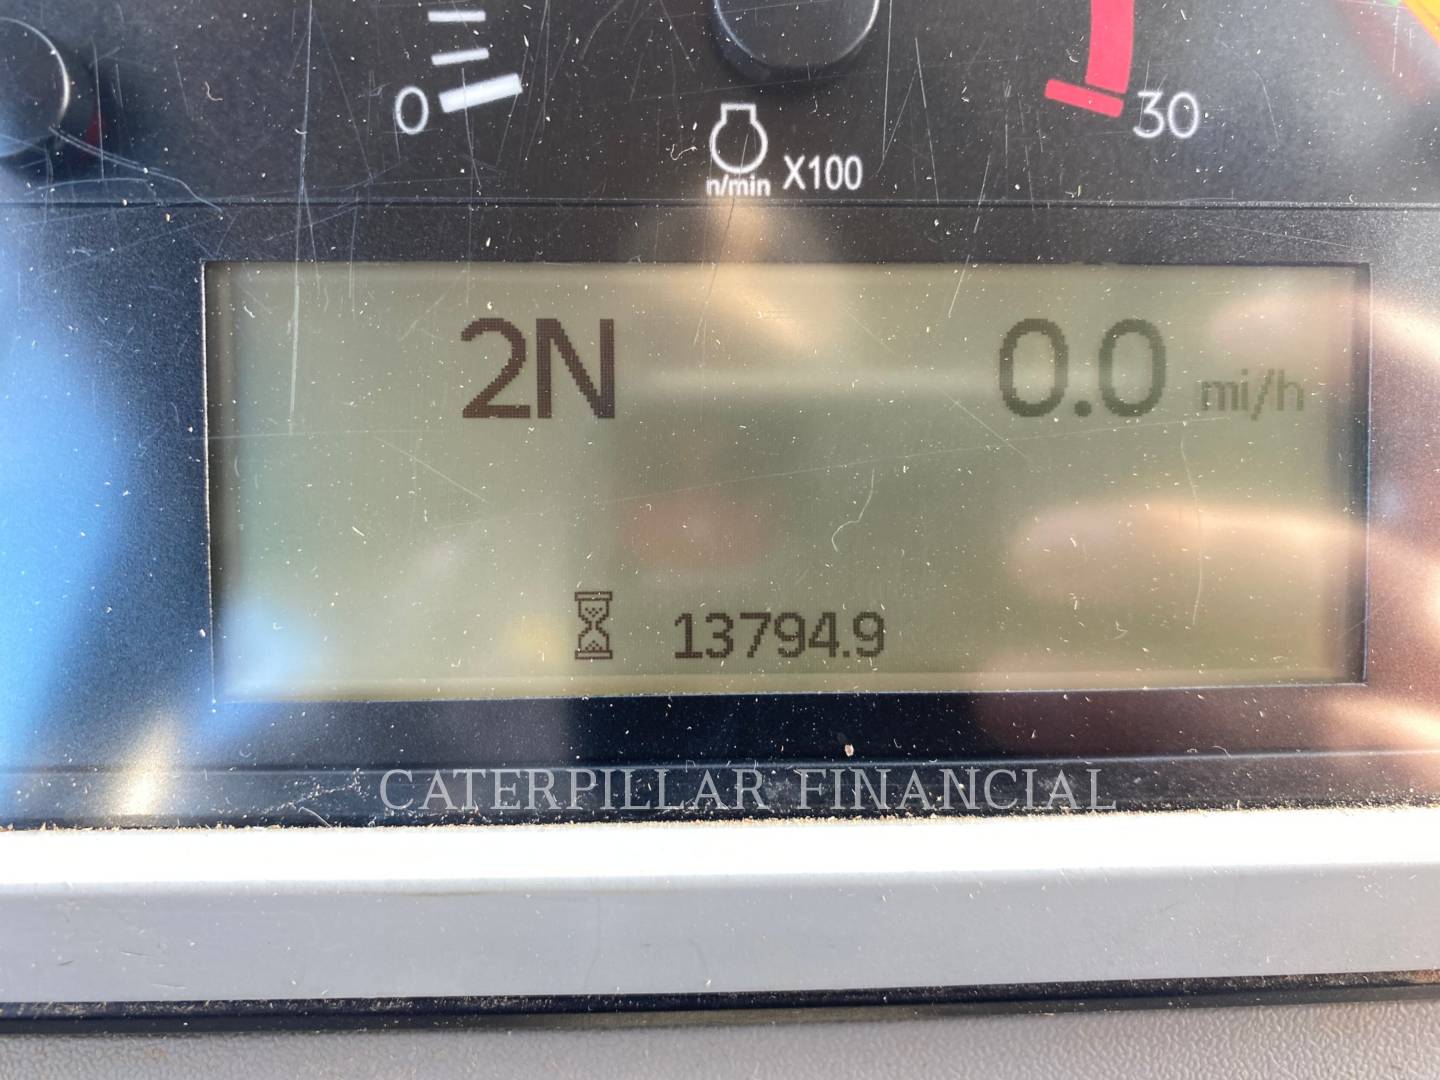 0 30
n/min X100
2N 0.0 mi/h
13794.9
CATERPILLAR FINANCIAL